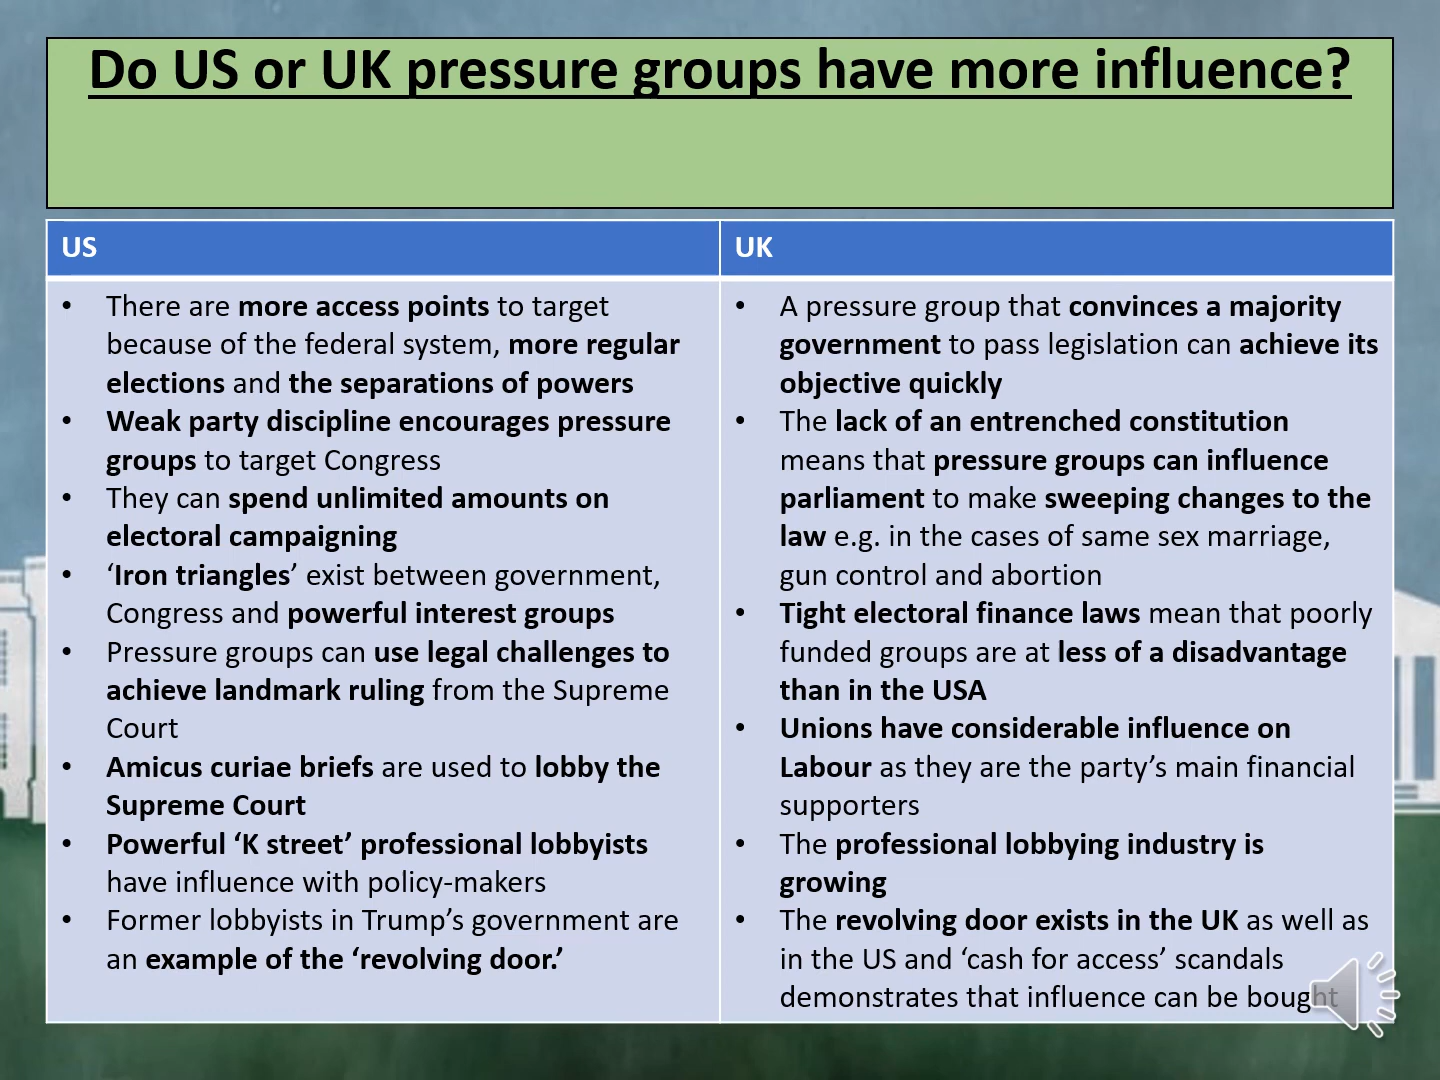 Do US or UK pressure groups have more influence?
US
• There are more access points to target
because of the federal system, more regular
elections and the separations of powers
• Weak party discipline encourages pressure
groups to target Congress
• They can spend unlimited amounts on
electoral campaigning
• ‘Iron triangles’ exist between government,
Congress and powerful interest groups
• Pressure groups can use legal challenges to
achieve landmark ruling from the Supreme
Court
• Amicus curiae briefs are used to lobby the
Supreme Court
• Powerful ‘K street’ professional lobbyists
have influence with policy-makers
• Former lobbyists in Trump’s government are
an example of the ‘revolving door.’
UK
• A pressure group that convinces a majority
government to pass legislation can achieve its
objective quickly
• The lack of an entrenched constitution
means that pressure groups can influence
parliament to make sweeping changes to the
law e.g. in the cases of same sex marriage,
gun control and abortion
• Tight electoral finance laws mean that poorly
funded groups are at less of a disadvantage
than in the USA
• Unions have considerable influence on
Labour as they are the party’s main financial
supporters
• The professional lobbying industry is
growing
• The revolving door exists in the UK as well as
in the US and ‘cash for access’ scandals
demonstrates that influence can be bought